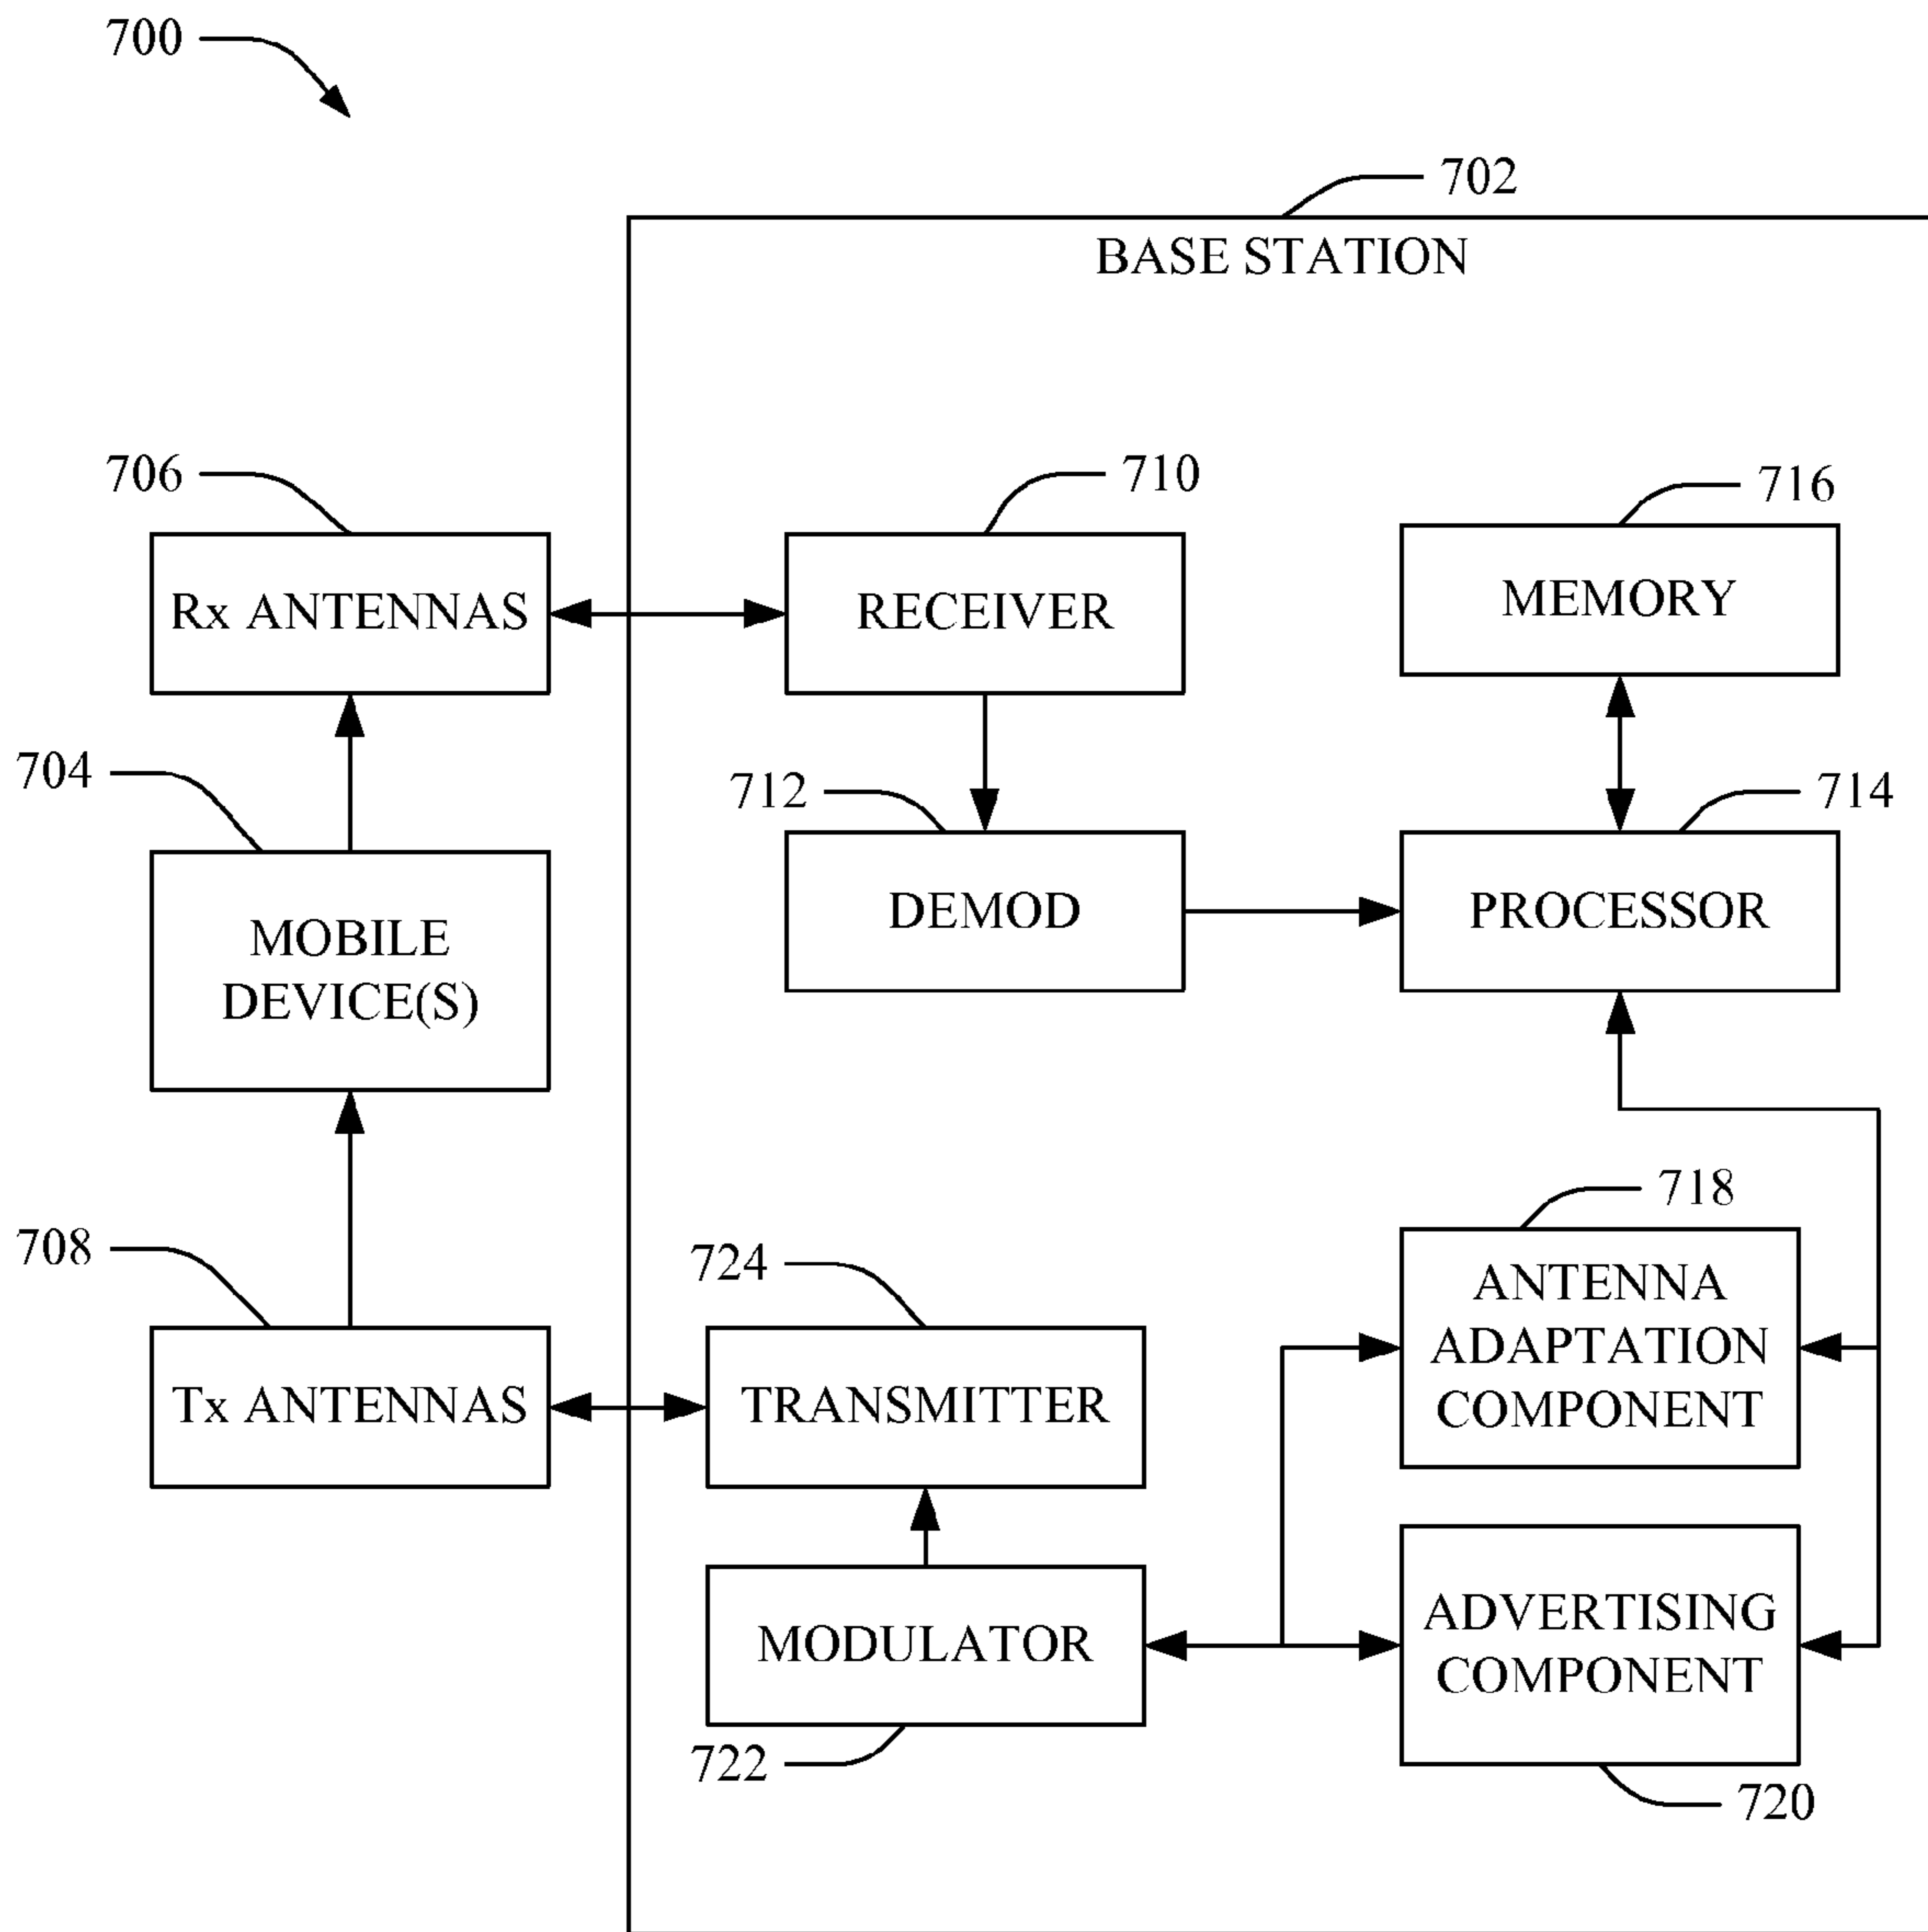 700
702
BASE STATION
706
710
716
Rx ANTENNAS
RECEIVER
MEMORY
704
712
714
MOBILE
DEVICE(S)
DEMOD
PROCESSOR
708
724
718
Tx ANTENNAS
TRANSMITTER
ANTENNA
ADAPTATION
COMPONENT
MODULATOR
ADVERTISING
COMPONENT
722
720